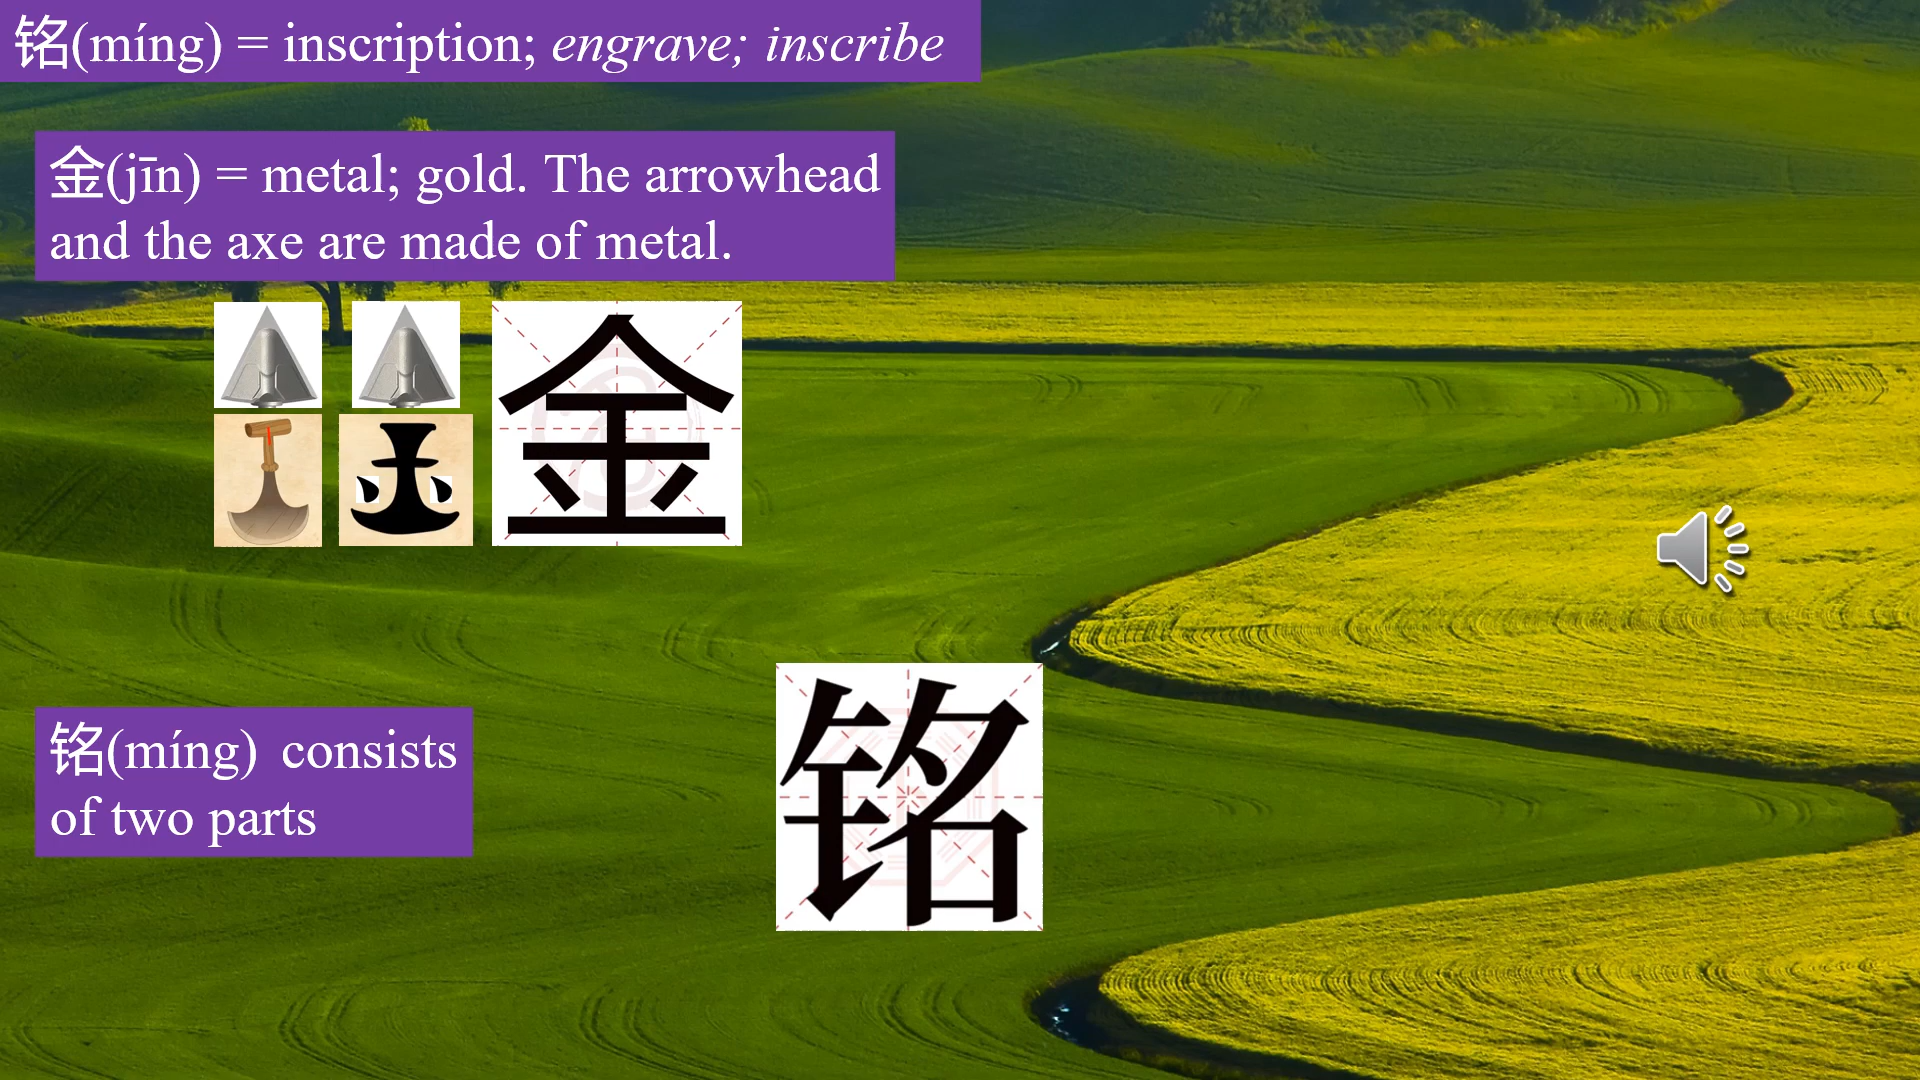 铭(míng) = inscription; engrave; inscribe
金(jīn) = metal; gold. The arrowhead
and the axe are made of metal.
金
铭(míng) consists
of two parts
铭